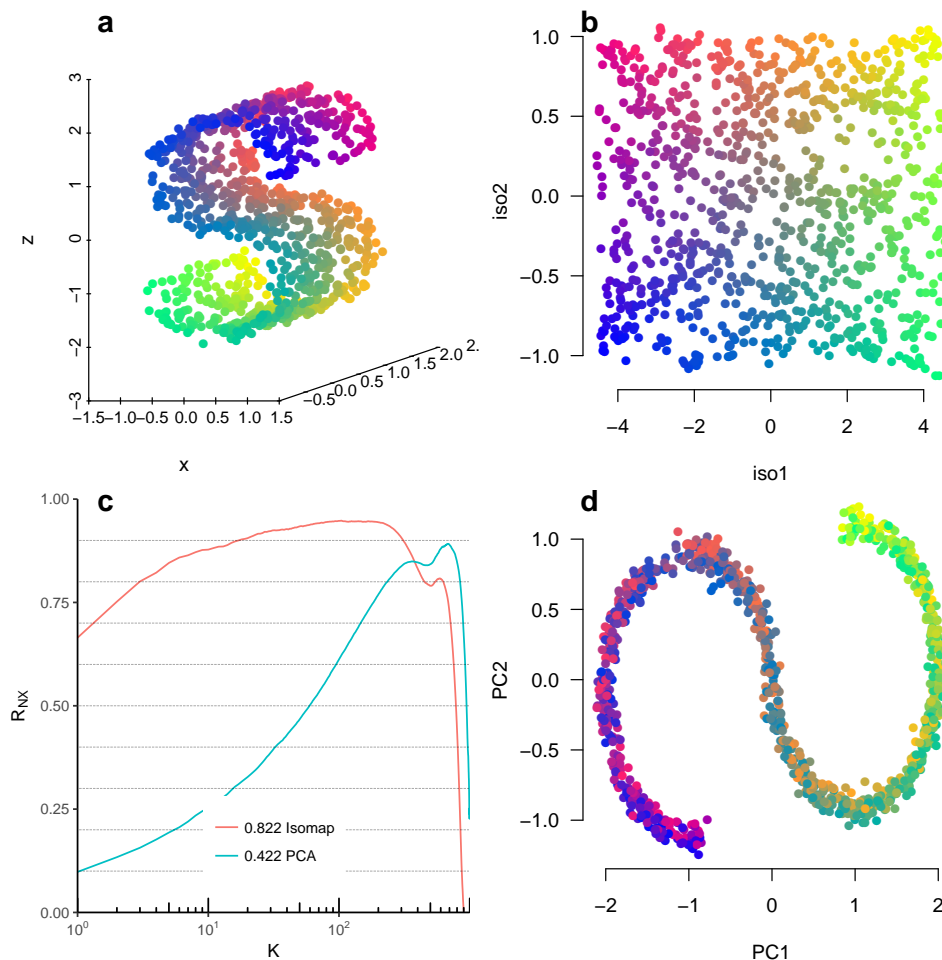 a
3
2
1
0
−1
−2
−3
z
−1.5 −1.0 −0.5 0.0 0.5 1.0 1.5
−0.5 0.0 0.5 1.0 1.5 2.0 2.
x
b
1.0
0.5
0.0
−0.5
−1.0
iso2
−4 −2 0 2 4
iso1
c
1.00
0.75
0.50
0.25
0.00
R_NX
0.822 Isomap
0.422 PCA
10^0 10^1 10^2
K
d
1.0
0.5
0.0
−0.5
−1.0
PC2
−2 −1 0 1 2
PC1